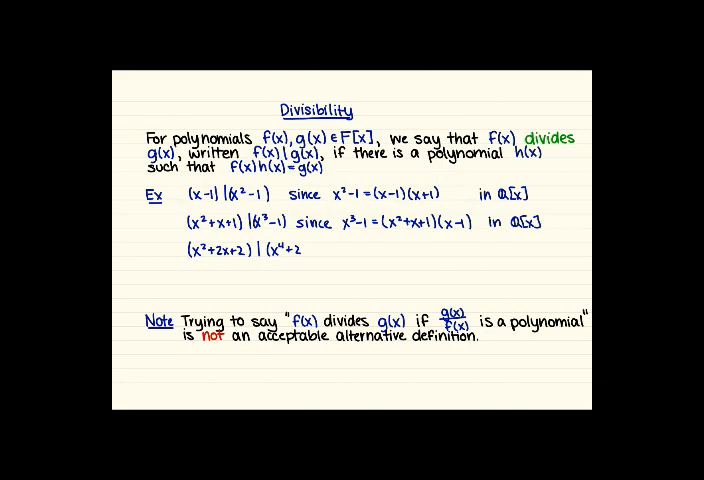 Divisibility
For polynomials f(x), g(x) ∈ F[x], we say that f(x) divides
g(x), written f(x) | g(x), if there is a polynomial h(x)
such that f(x)h(x) = g(x)
Ex (x-1) | (x²-1) since x²-1 = (x-1)(x+1) in Q[x]
(x²+x+1) | (x³-1) since x³-1 = (x²+x+1)(x-1) in Q[x]
(x²+2x+2) | (x⁴+2
Note Trying to say "f(x) divides g(x) if g(x)/f(x) is a polynomial"
is not an acceptable alternative definition.